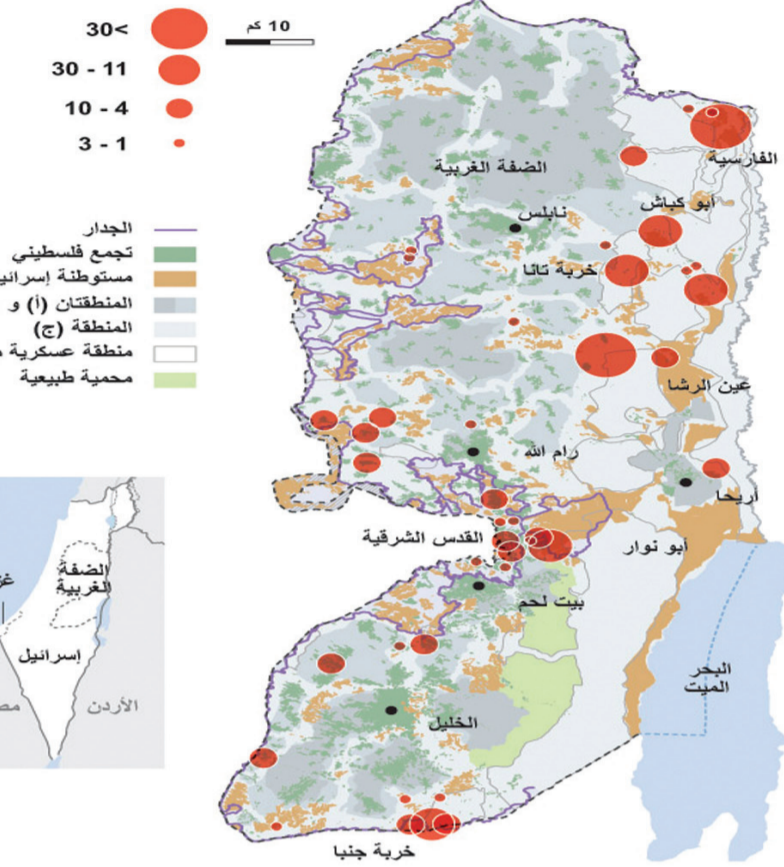 30<
30 - 11
10 - 4
3 - 1
10 كم
الجدار
تجمع فلسطيني
مستوطنة إسرائيلية
المنطقتان (أ) و
المنطقة (ج)
منطقة عسكرية
محمية طبيعية
الضفة الغربية
الفارسية
أبو كباش
نابلس
خربة تانا
عين الرشا
رام الله
أريحا
القدس الشرقية
أبو نوار
بيت لحم
البحر
الميت
الخليل
خربة جنبا
الضفة
الغربية
إسرائيل
الأردن